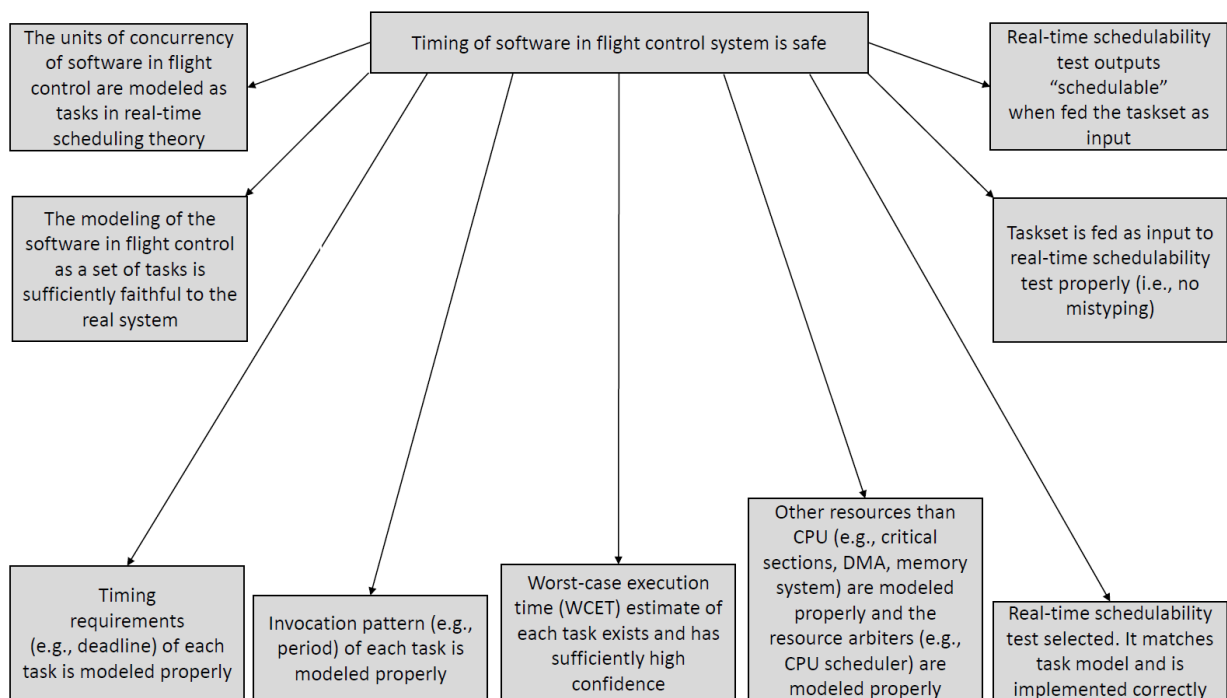 Timing of software in flight control system is safe
The units of concurrency
of software in flight
control are modeled as
tasks in real-time
scheduling theory
Real-time schedulability
test outputs
“schedulable”
when fed the taskset as
input
The modeling of the
software in flight control
as a set of tasks is
sufficiently faithful to the
real system
Taskset is fed as input to
real-time schedulability
test properly (i.e., no
mistyping)
Timing
requirements
(e.g., deadline) of each
task is modeled properly
Invocation pattern (e.g.,
period) of each task is
modeled properly
Worst-case execution
time (WCET) estimate of
each task exists and has
sufficiently high
confidence
Other resources than
CPU (e.g., critical
sections, DMA, memory
system) are modeled
properly and the
resource arbiters (e.g.,
CPU scheduler) are
modeled properly
Real-time schedulability
test selected. It matches
task model and is
implemented correctly